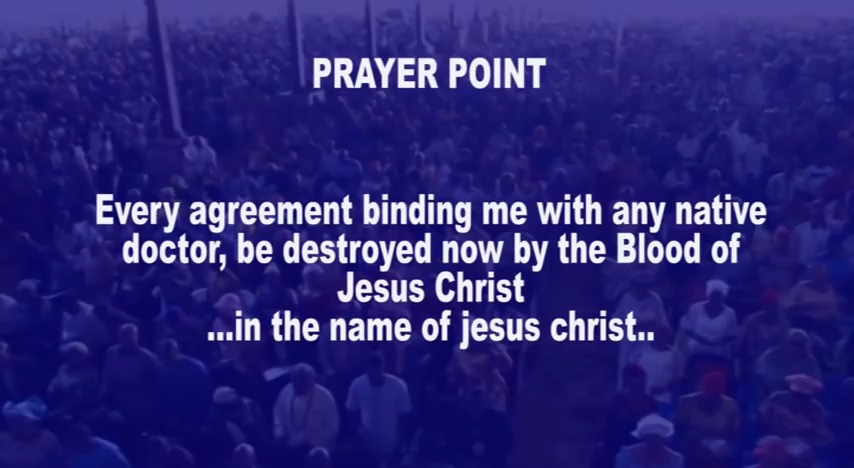 PRAYER POINT
Every agreement binding me with any native
doctor, be destroyed now by the Blood of
Jesus Christ
...in the name of jesus christ..